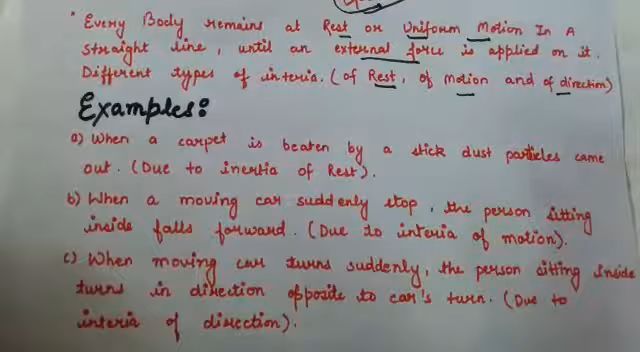 * Every Body remains at Rest or Uniform Motion In A
straight line, until an external force is applied on it.
Different types of interia. (of Rest, of Motion and of direction)
Examples:
a) When a carpet is beaten by a stick dust particles came
out. (Due to inertia of Rest).
b) When a moving car suddenly stop, the person sitting
inside falls forward. (Due to interia of motion).
c) When moving car turns suddenly, the person sitting Inside
turns in direction opposite to car's turn. (Due to
interia of direction).